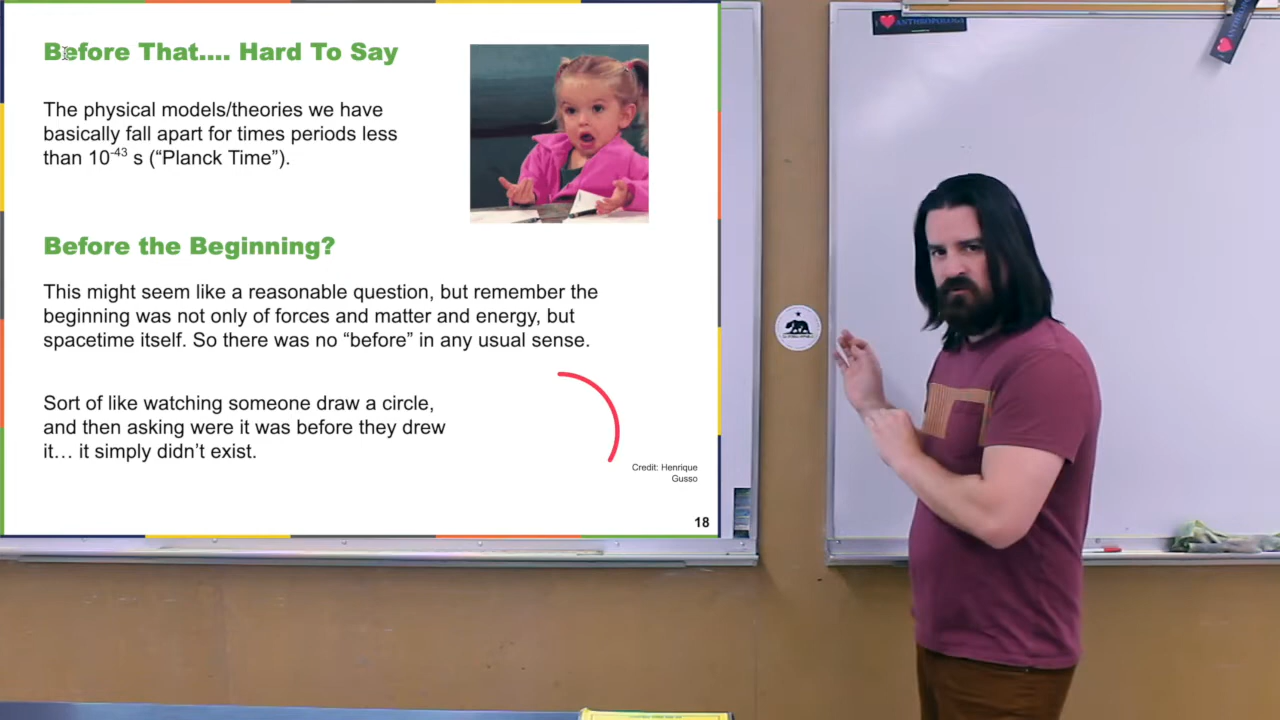 Before That.... Hard To Say
The physical models/theories we have
basically fall apart for times periods less
than 10⁻⁴³ s (“Planck Time”).
Before the Beginning?
This might seem like a reasonable question, but remember the
beginning was not only of forces and matter and energy, but
spacetime itself. So there was no “before” in any usual sense.
Sort of like watching someone draw a circle,
and then asking were it was before they drew
it… it simply didn’t exist.
Credit: Henrique
Gusso
18
I ❤ ANTHROPOLOGY